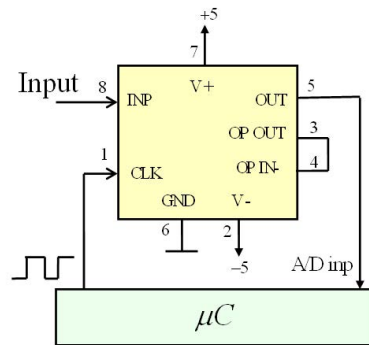 +5
7
Input
8
INP
V+
OUT
5
OP OUT
3
1
CLK
OP IN-
4
GND
V-
6
2
-5
A/D inp
μC